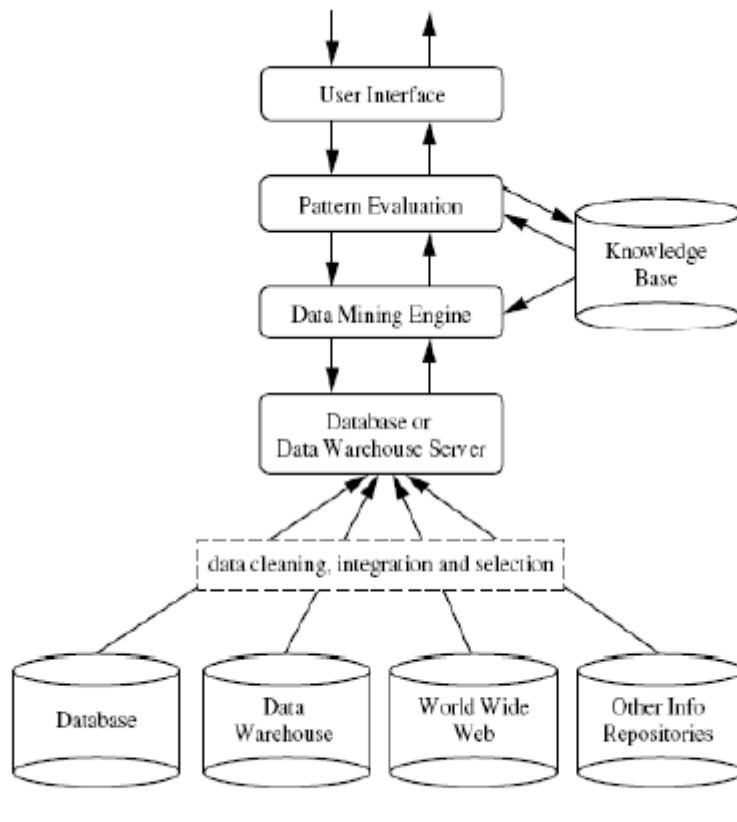 User Interface
Pattern Evaluation
Knowledge
Base
Data Mining Engine
Database or
Data Warehouse Server
data cleaning, integration and selection
Database
Data
Warehouse
World Wide
Web
Other Info
Repositories